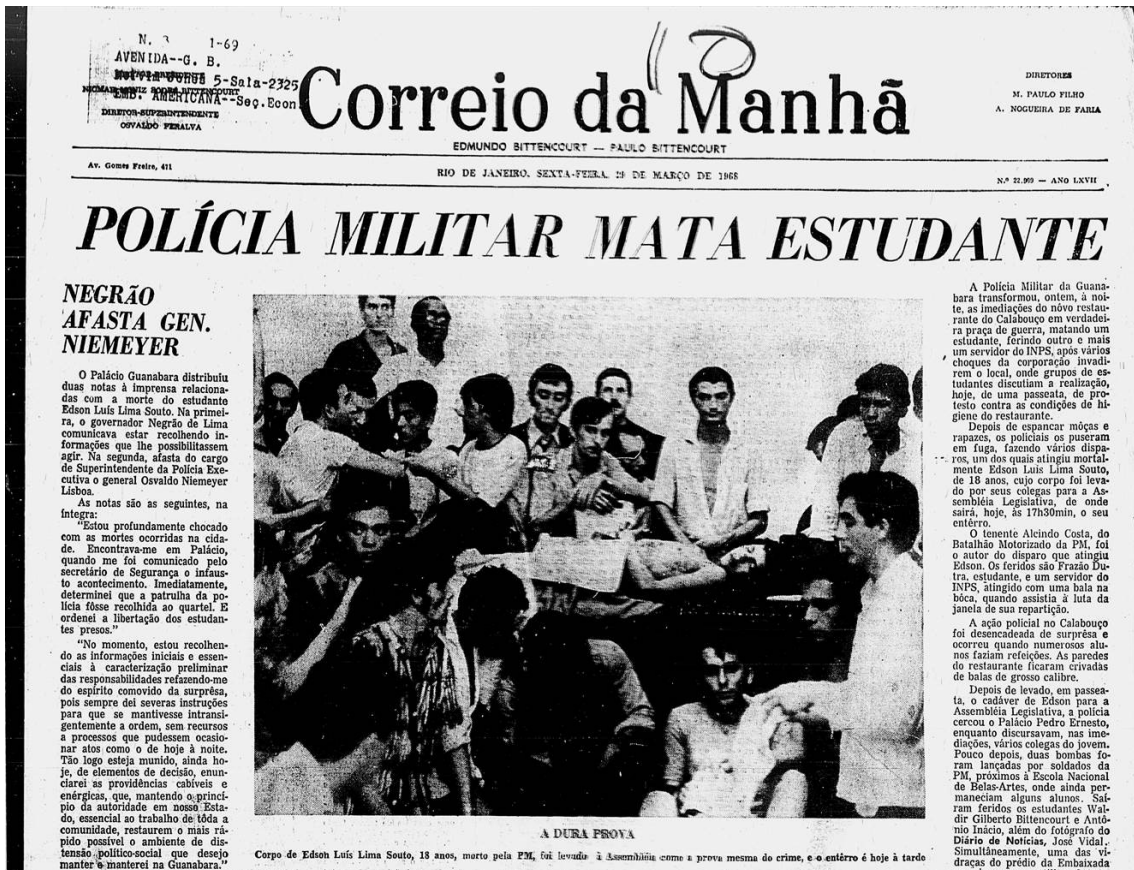 N. 3 1-69
AVENIDA--G. B.
5-Sala-2325
EMB. AMERICANA--Seç.Econ
DIRETOR-SUPERINTENDENTE
OSVALDO PERALVA
Correio da Manhã
EDMUNDO BITTENCOURT — PAULO BITTENCOURT
DIRETORES
M. PAULO FILHO
A. NOGUEIRA DE FARIA
Av. Gomes Freire, 471
RIO DE JANEIRO, SEXTA-FEIRA, 29 DE MARÇO DE 1968
N.º 22.969 — ANO LXVII
POLÍCIA MILITAR MATA ESTUDANTE
NEGRÃO
AFASTA GEN.
NIEMEYER
O Palácio Guanabara distribuiu
duas notas à imprensa relaciona-
das com a morte do estudante
Edson Luís Lima Souto. Na primei-
ra, o governador Negrão de Lima
comunicava estar recolhendo in-
formações que lhe possibilitassem
agir. Na segunda, afasta do cargo
de Superintendente da Polícia Exe-
cutiva o general Osvaldo Niemeyer
Lisboa.
As notas são as seguintes, na
íntegra:
"Estou profundamente chocado
com as mortes ocorridas na cida-
de. Encontrava-me em Palácio,
quando me foi comunicado pelo
secretário de Segurança o infaus-
to acontecimento. Imediatamente,
determinei que a patrulha da po-
lícia fôsse recolhida ao quartel. E
ordenei a libertação dos estudan-
tes presos."
"No momento, estou recolhen-
do as informações iniciais e essen-
ciais à caracterização preliminar
das responsabilidades refazendo-me
do espírito comovido da surprêsa,
pois sempre dei severas instruções
para que se mantivesse intransi-
gentemente a ordem, sem recursos
a processos que pudessem ocasio-
nar atos como o de hoje à noite.
Tão logo esteja munido, ainda ho-
je, de elementos de decisão, enun-
ciarei as providências cabíveis e
enérgicas, que, mantendo o princí-
pio da autoridade em nosso Esta-
do, essencial ao trabalho de tôda a
comunidade, restaurem o mais rá-
pido possível o ambiente de dis-
tensão político-social que desejo
manter e manterei na Guanabara."
A DURA PROVA
Corpo de Edson Luís Lima Souto, 18 anos, morto pela PM, foi levado à Assembléia como a prova mesma do crime, e o entêrro é hoje à tarde
A Polícia Militar da Guana-
bara transformou, ontem, à noi-
te, as imediações do nôvo restau-
rante do Calabouço em verdadei-
ra praça de guerra, matando um
estudante, ferindo outro e mais
um servidor do INPS, após vários
choques da corporação invadi-
rem o local, onde grupos de es-
tudantes discutiam a realização,
hoje, de uma passeata, de pro-
testo contra as condições de hi-
giene do restaurante.
Depois de espancar môças e
rapazes, os policiais os puseram
em fuga, fazendo vários dispa-
ros, um dos quais atingiu mortal-
mente Edson Luís Lima Souto,
de 18 anos, cujo corpo foi leva-
do por seus colegas para a As-
sembléia Legislativa, de onde
sairá, hoje, às 17h30min, o seu
entêrro.
O tenente Alcindo Costa, do
Batalhão Motorizado da PM, foi
o autor do disparo que atingiu
Edson. Os feridos são Frazão Du-
tra, estudante, e um servidor do
INPS, atingido com uma bala na
bôca, quando assistia à luta da
janela de sua repartição.
A ação policial no Calabouço
foi desencadeada de surprêsa e
ocorreu quando numerosos alu-
nos faziam refeições. As paredes
do restaurante ficaram crivadas
de balas de grosso calibre.
Depois de levado, em passea-
ta, o cadáver de Edson para a
Assembléia Legislativa, a polícia
cercou o Palácio Pedro Ernesto,
enquanto discursavam, nas ime-
diações, vários colegas do jovem.
Pouco depois, duas bombas fo-
ram lançadas por soldados da
PM, próximos à Escola Nacional
de Belas-Artes, onde ainda per-
maneciam alguns alunos. Saí-
ram feridos os estudantes Wal-
dir Gilberto Bittencourt e Antô-
nio Inácio, além do fotógrafo do
Diário de Notícias, José Vidal.
Simultâneamente, uma das vi-
draças do prédio da Embaixada